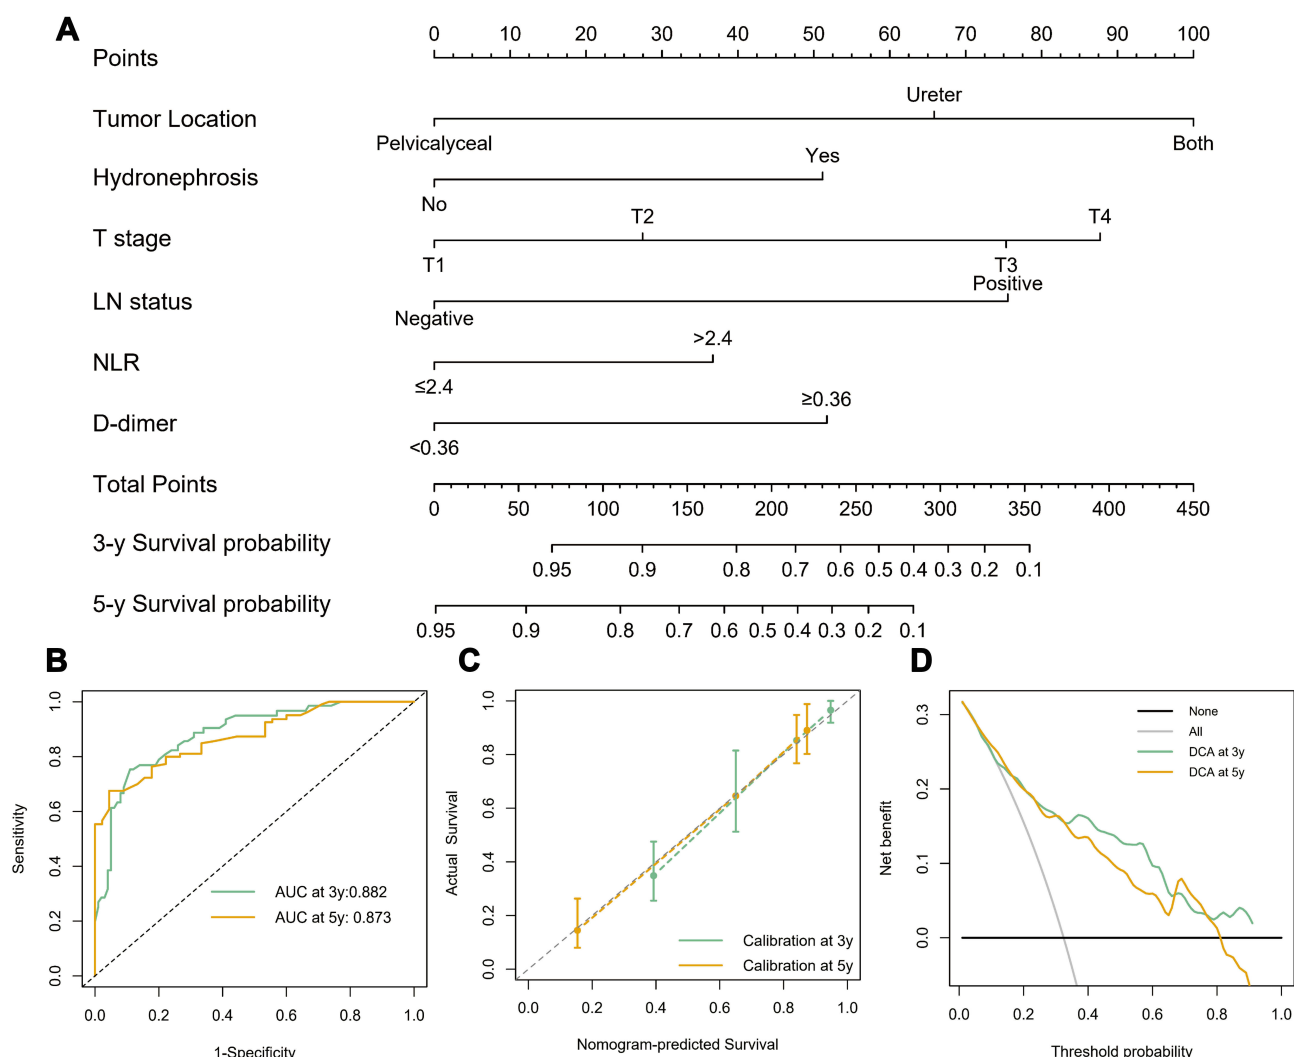 A
0 10 20 30 40 50 60 70 80 90 100
Points
Ureter
Tumor Location
Pelvicalyceal Both
Yes
Hydronephrosis
No
T2 T4
T stage
T1 T3
Positive
LN status
Negative
>2.4
NLR
≤2.4
≥0.36
D-dimer
<0.36
Total Points
0 50 100 150 200 250 300 350 400 450
3-y Survival probability
0.95 0.9 0.8 0.7 0.6 0.5 0.4 0.3 0.2 0.1
5-y Survival probability
0.95 0.9 0.8 0.7 0.6 0.5 0.4 0.3 0.2 0.1
B
1.0
0.8
0.6
0.4
0.2
0.0
Sensitivity
AUC at 3y:0.882
AUC at 5y: 0.873
0.0 0.2 0.4 0.6 0.8 1.0
1-Specificity
C
1.0
0.8
0.6
0.4
0.2
0.0
Actual Survival
Calibration at 3y
Calibration at 5y
0.0 0.2 0.4 0.6 0.8 1.0
Nomogram-predicted Survival
D
0.3
0.2
0.1
0.0
Net benefit
None
All
DCA at 3y
DCA at 5y
0.0 0.2 0.4 0.6 0.8 1.0
Threshold probability